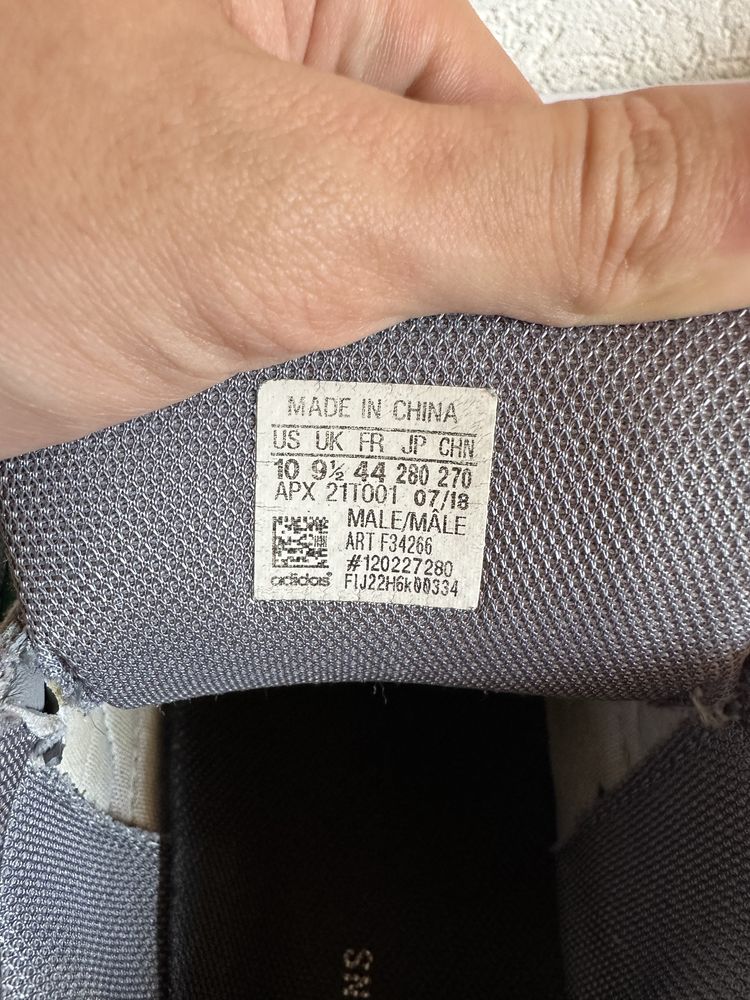 MADE IN CHINA
US UK FR JP CHN
10 9½ 44 280 270
APX 21T001 07/18
MALE/MÂLE
ART F34266
#120227280
adidas FIJ22H6k00334
NS